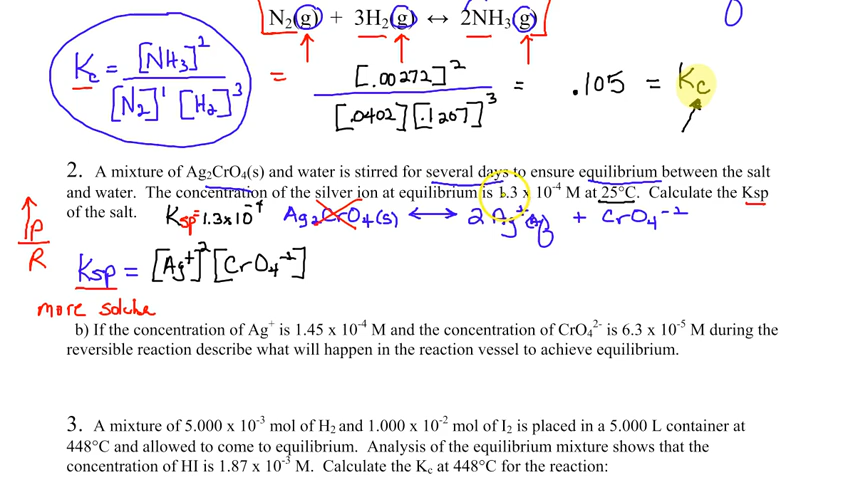 N₂(g) + 3H₂(g) ↔ 2NH₃(g)
0
Kc = [NH₃]² / [N₂]¹ [H₂]³ = [.00272]² / [.0402][.1207]³ = .105 = Kc
2. A mixture of Ag₂CrO₄(s) and water is stirred for several days to ensure equilibrium between the salt
and water. The concentration of the silver ion at equilibrium is 1.3 x 10⁻⁴ M at 25°C. Calculate the Ksp
of the salt.
Ksp = 1.3x10⁻⁴ Ag₂CrO₄(s) ⟷ 2 Ag⁺(aq) + CrO₄⁻²
↑P
R
Ksp = [Ag⁺]² [CrO₄⁻²]
more soluble
b) If the concentration of Ag⁺ is 1.45 x 10⁻⁴ M and the concentration of CrO₄²⁻ is 6.3 x 10⁻⁵ M during the
reversible reaction describe what will happen in the reaction vessel to achieve equilibrium.
3. A mixture of 5.000 x 10⁻³ mol of H₂ and 1.000 x 10⁻² mol of I₂ is placed in a 5.000 L container at
448°C and allowed to come to equilibrium. Analysis of the equilibrium mixture shows that the
concentration of HI is 1.87 x 10⁻³ M. Calculate the Kc at 448°C for the reaction: